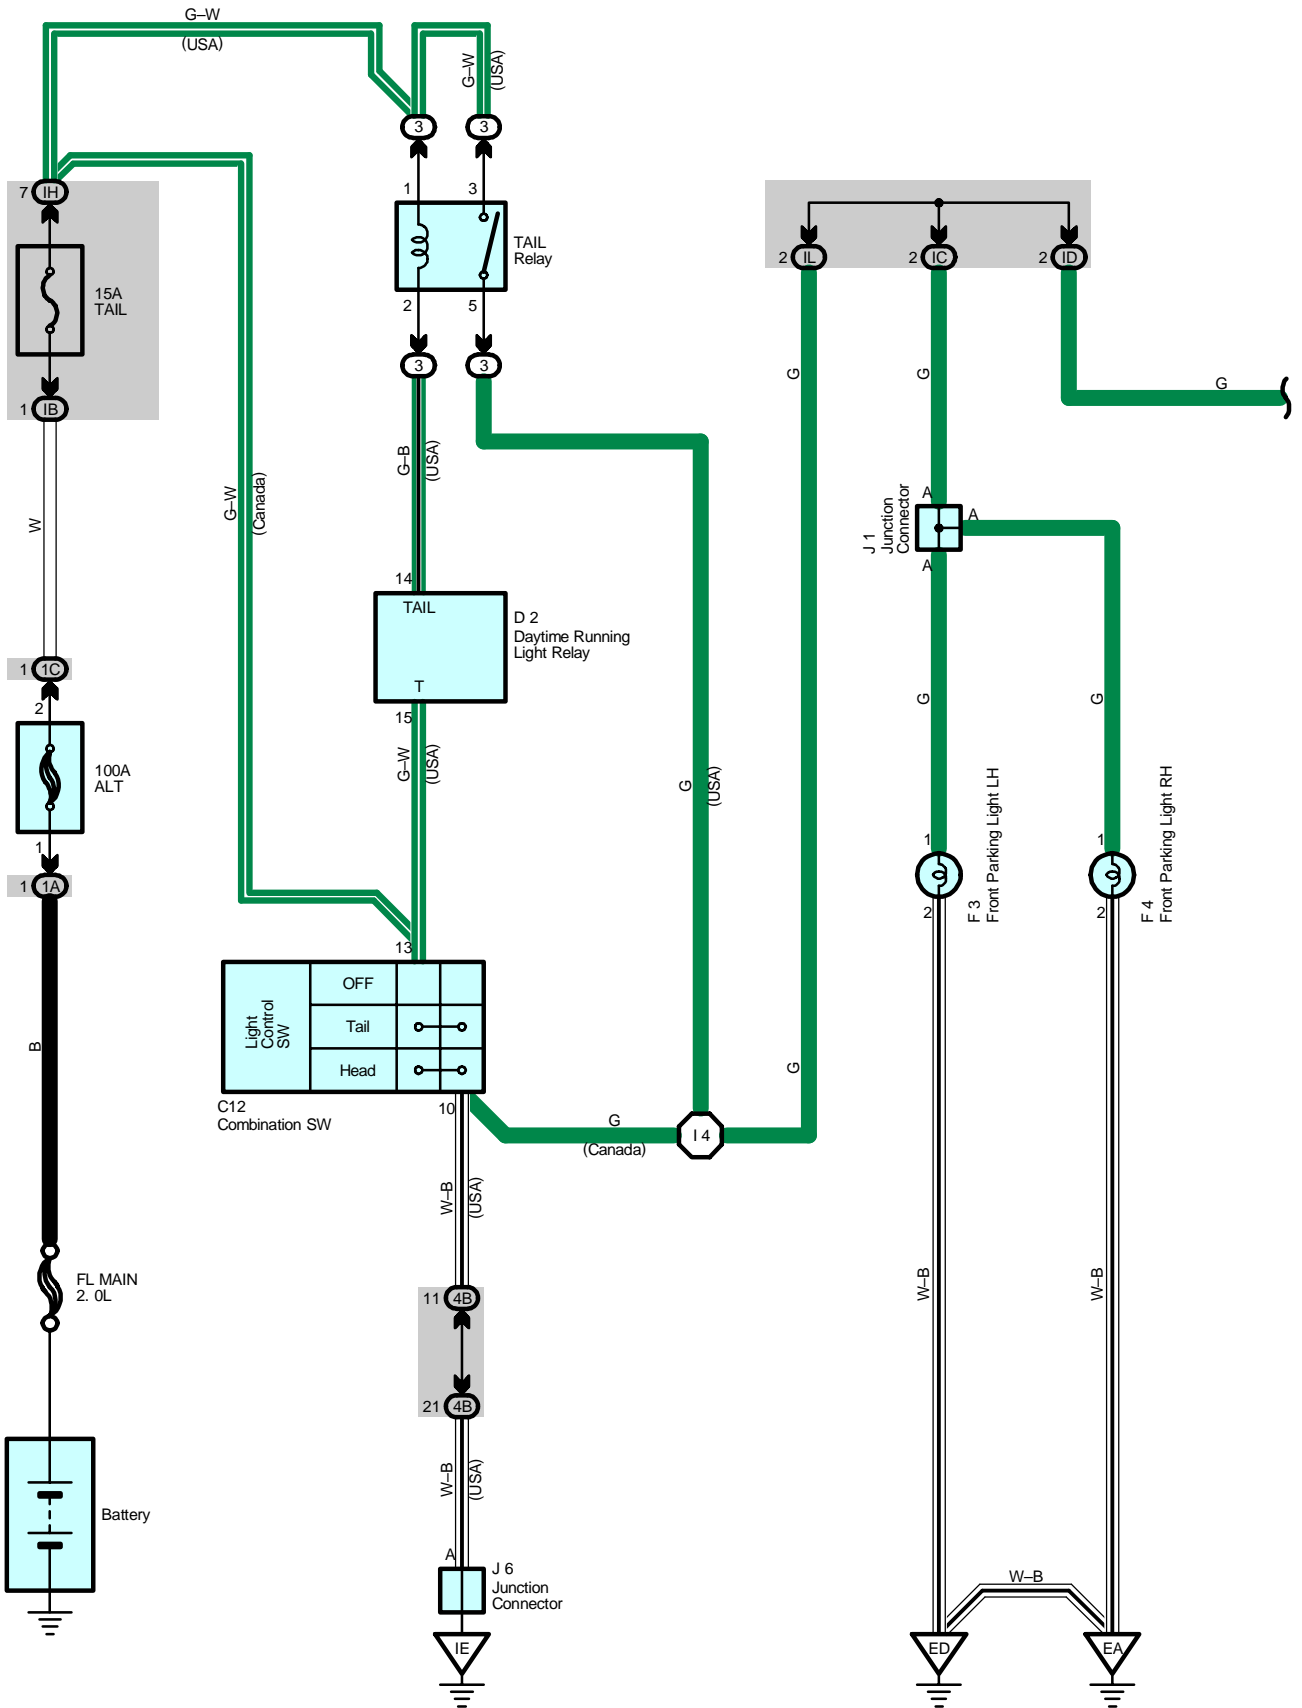 G–W
(USA)
G–W
(USA)
3
3
1
3
TAIL
Relay
2
5
3
3
7
IH
15A
TAIL
1
IB
W
1
1C
2
100A
ALT
1
1
1A
B
FL MAIN
2. 0L
Battery
G–W
(Canada)
G–B
(USA)
14
TAIL
T
D 2
Daytime Running
Light Relay
15
G–W
(USA)
13
Light
Control
SW
OFF
Tail
Head
C12
Combination SW
10
G
(Canada)
I 4
G
(USA)
W–B
(USA)
11
4B
21
4B
W–B
(USA)
A
J 6
Junction
Connector
IE
2
IL
2
IC
2
ID
G
G
G
G
A
A
A
J 1
Junction
Connector
G
G
1
2
F 3
Front Parking Light LH
1
2
F 4
Front Parking Light RH
W–B
W–B
W–B
ED
EA